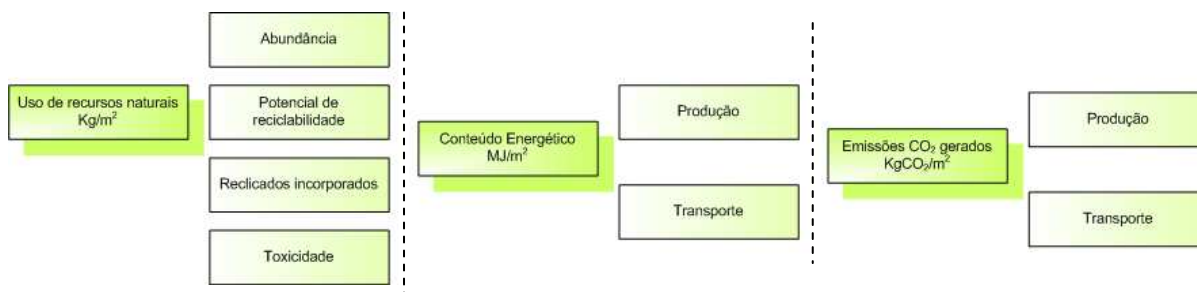 Uso de recursos naturais
Kg/m²
Abundância
Potencial de
reciclabilidade
Reclicados incorporados
Toxicidade
Conteúdo Energético
MJ/m²
Produção
Transporte
Emissões CO₂ gerados
KgCO₂/m²
Produção
Transporte